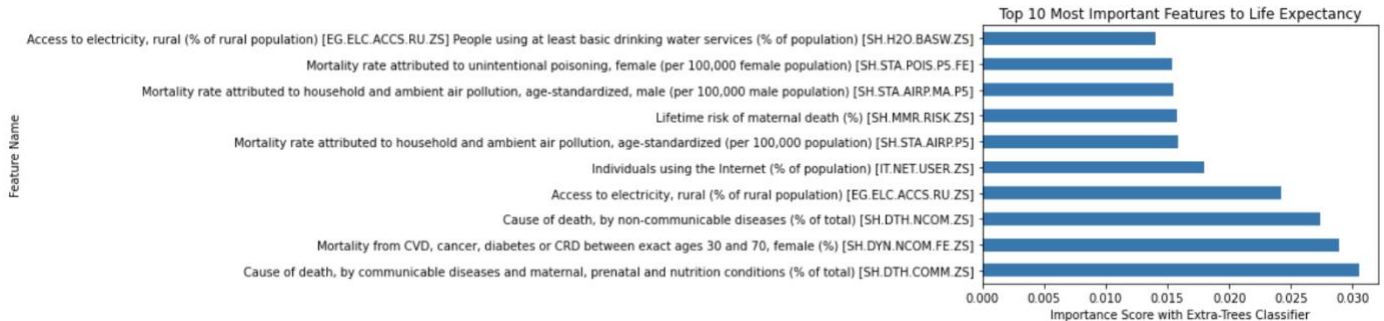 Top 10 Most Important Features to Life Expectancy
Access to electricity, rural (% of rural population) [EG.ELC.ACCS.RU.ZS] People using at least basic drinking water services (% of population) [SH.H2O.BASW.ZS]
Mortality rate attributed to unintentional poisoning, female (per 100,000 female population) [SH.STA.POIS.P5.FE]
Mortality rate attributed to household and ambient air pollution, age-standardized, male (per 100,000 male population) [SH.STA.AIRP.MA.P5]
Lifetime risk of maternal death (%) [SH.MMR.RISK.ZS]
Mortality rate attributed to household and ambient air pollution, age-standardized (per 100,000 population) [SH.STA.AIRP.P5]
Individuals using the Internet (% of population) [IT.NET.USER.ZS]
Access to electricity, rural (% of rural population) [EG.ELC.ACCS.RU.ZS]
Cause of death, by non-communicable diseases (% of total) [SH.DTH.NCOM.ZS]
Mortality from CVD, cancer, diabetes or CRD between exact ages 30 and 70, female (%) [SH.DYN.NCOM.FE.ZS]
Cause of death, by communicable diseases and maternal, prenatal and nutrition conditions (% of total) [SH.DTH.COMM.ZS]
Feature Name
0.000 0.005 0.010 0.015 0.020 0.025 0.030
Importance Score with Extra-Trees Classifier